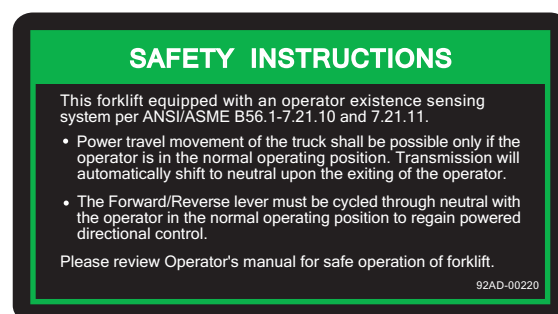 SAFETY INSTRUCTIONS
This forklift equipped with an operator existence sensing
system per ANSI/ASME B56.1-7.21.10 and 7.21.11.
• Power travel movement of the truck shall be possible only if the
operator is in the normal operating position. Transmission will
automatically shift to neutral upon the exiting of the operator.
• The Forward/Reverse lever must be cycled through neutral with
the operator in the normal operating position to regain powered
directional control.
Please review Operator's manual for safe operation of forklift.
92AD-00220